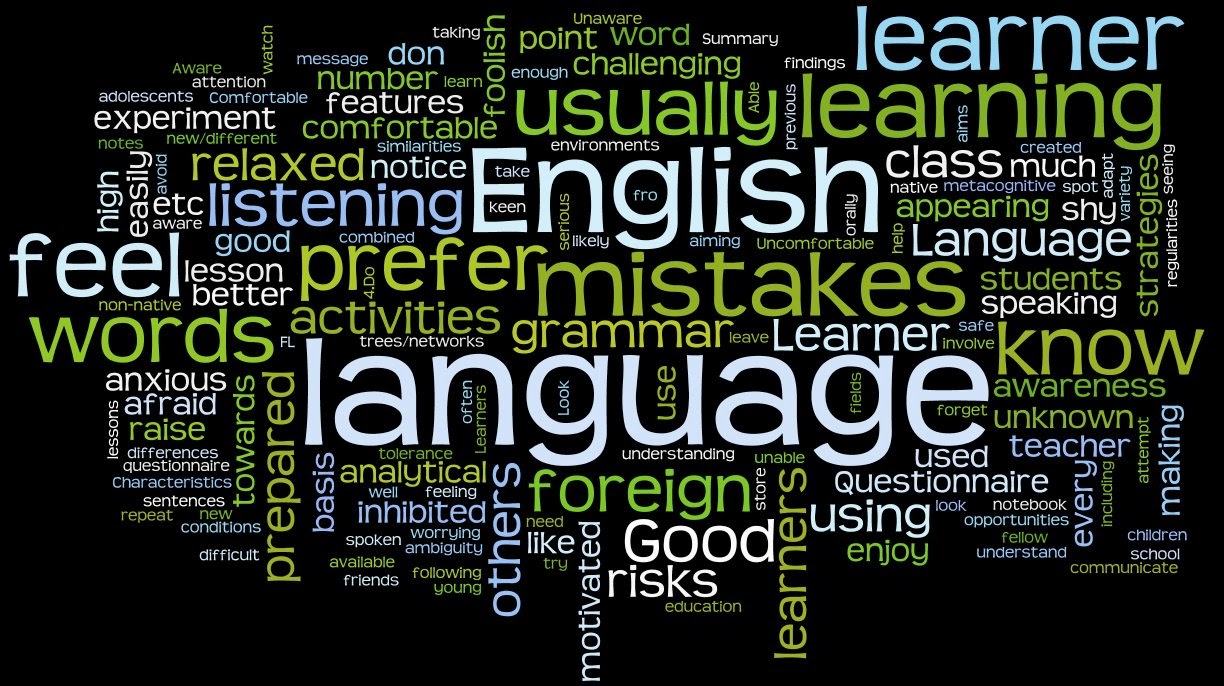 learner
Unaware
taking
foolish
point
word
Summary
watch
message
don
findings
Aware
attention
number
learn
enough
challenging
learning
adolescents
Comfortable
features
usually
Able
previous
aims
experiment
comfortable
notes
new/different
similarities
environments
created
easily
avoid
relaxed
notice
English
take
class
much
adapt
variety
strategies
seeing
high
etc
listening
keen
fro
native
metacognitive
spot
aware
serious
orally
appearing
shy
regularities
feel
good
combined
likely
aiming
Uncomfortable
help
Language
lesson
prefer
mistakes
students
better
4.Do
speaking
non-native
words
activities
grammar
leave
Learner
safe
involve
know
FL
trees/networks
language
anxious
towards
prepared
often
Learners
Look
use
fields
awareness
lessons
afraid
forget
unknown
making
raise
attempt
teacher
differences
tolerance
understanding
unable
used
questionnaire
basis
analytical
others
foreign
store
learners
Questionnaire
every
including
Characteristics
well
feeling
sentences
inhibited
using
look
notebook
repeat
new
need
opportunities
conditions
spoken
worrying
like
motivated
Good
fellow
children
ambiguity
enjoy
understand
school
difficult
available
try
communicate
friends
following
risks
young
education